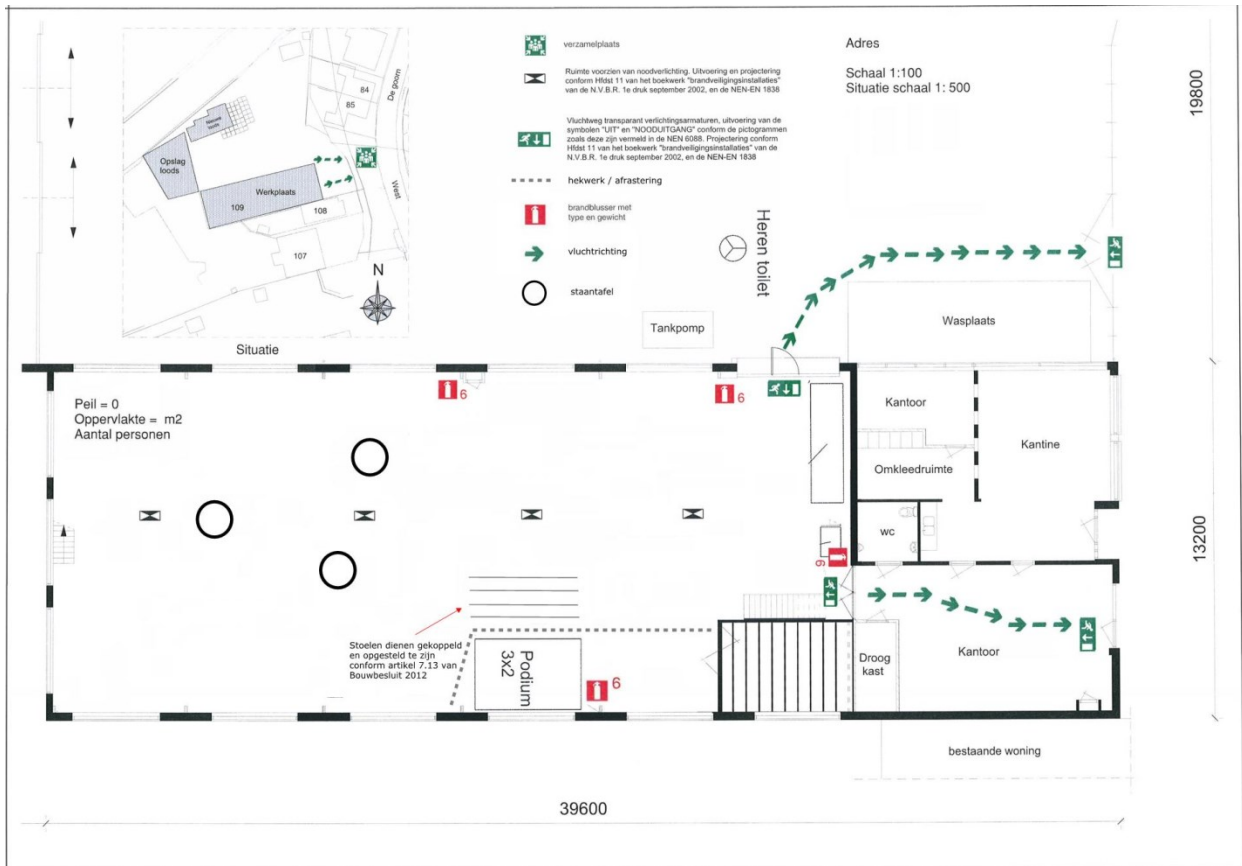 verzamelplaats
Ruimte voorzien van noodverlichting. Uitvoering en projectering
conform Hfdst 11 van het boekwerk "brandveiligingsinstallaties"
van de N.V.B.R. 1e druk september 2002, en de NEN-EN 1838
Vluchtweg transparant verlichtingsarmaturen, uitvoering van de
symbolen "UIT" en "NOODUITGANG" conform de pictogrammen
zoals deze zijn vermeld in de NEN 6088. Projectering conform
Hfdst 11 van het boekwerk "brandveiligingsinstallaties" van de
N.V.B.R. 1e druk september 2002, en de NEN-EN 1838
hekwerk / afrastering
brandblusser met
type en gewicht
vluchtrichting
staantafel
Adres
Schaal 1:100
Situatie schaal 1: 500
19800
84
85
De goorn
Nieuwe
loods
Opslag
loods
Werkplaats
109
108
107
West
N
Situatie
Heren toilet
Tankpomp
Wasplaats
Peil = 0
Oppervlakte = m2
Aantal personen
6
6
Kantoor
Kantine
Omkleedruimte
wc
6
13200
Stoelen dienen gekoppeld
en opgesteld te zijn
conform artikel 7.13 van
Bouwbesluit 2012
Podium
3x2
6
Droog
kast
Kantoor
bestaande woning
39600